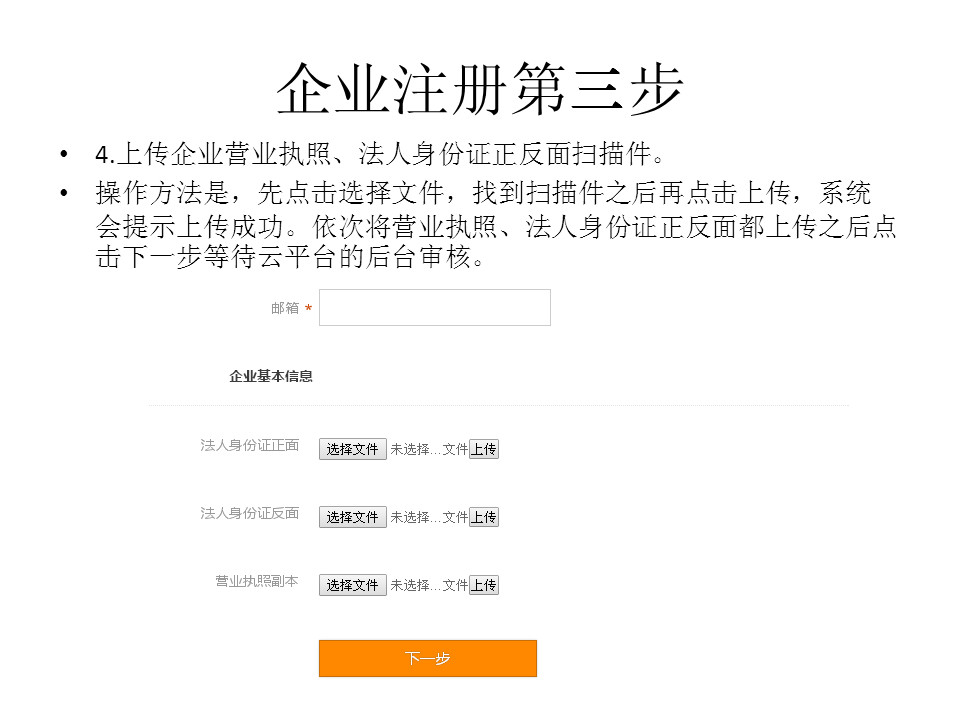 企业注册第三步
• 4.上传企业营业执照、法人身份证正反面扫描件。
• 操作方法是，先点击选择文件，找到扫描件之后再点击上传，系统
会提示上传成功。依次将营业执照、法人身份证正反面都上传之后点
击下一步等待云平台的后台审核。
邮箱 *
企业基本信息
法人身份证正面 选择文件 未选择...文件 上传
法人身份证反面 选择文件 未选择...文件 上传
营业执照副本 选择文件 未选择...文件 上传
下一步